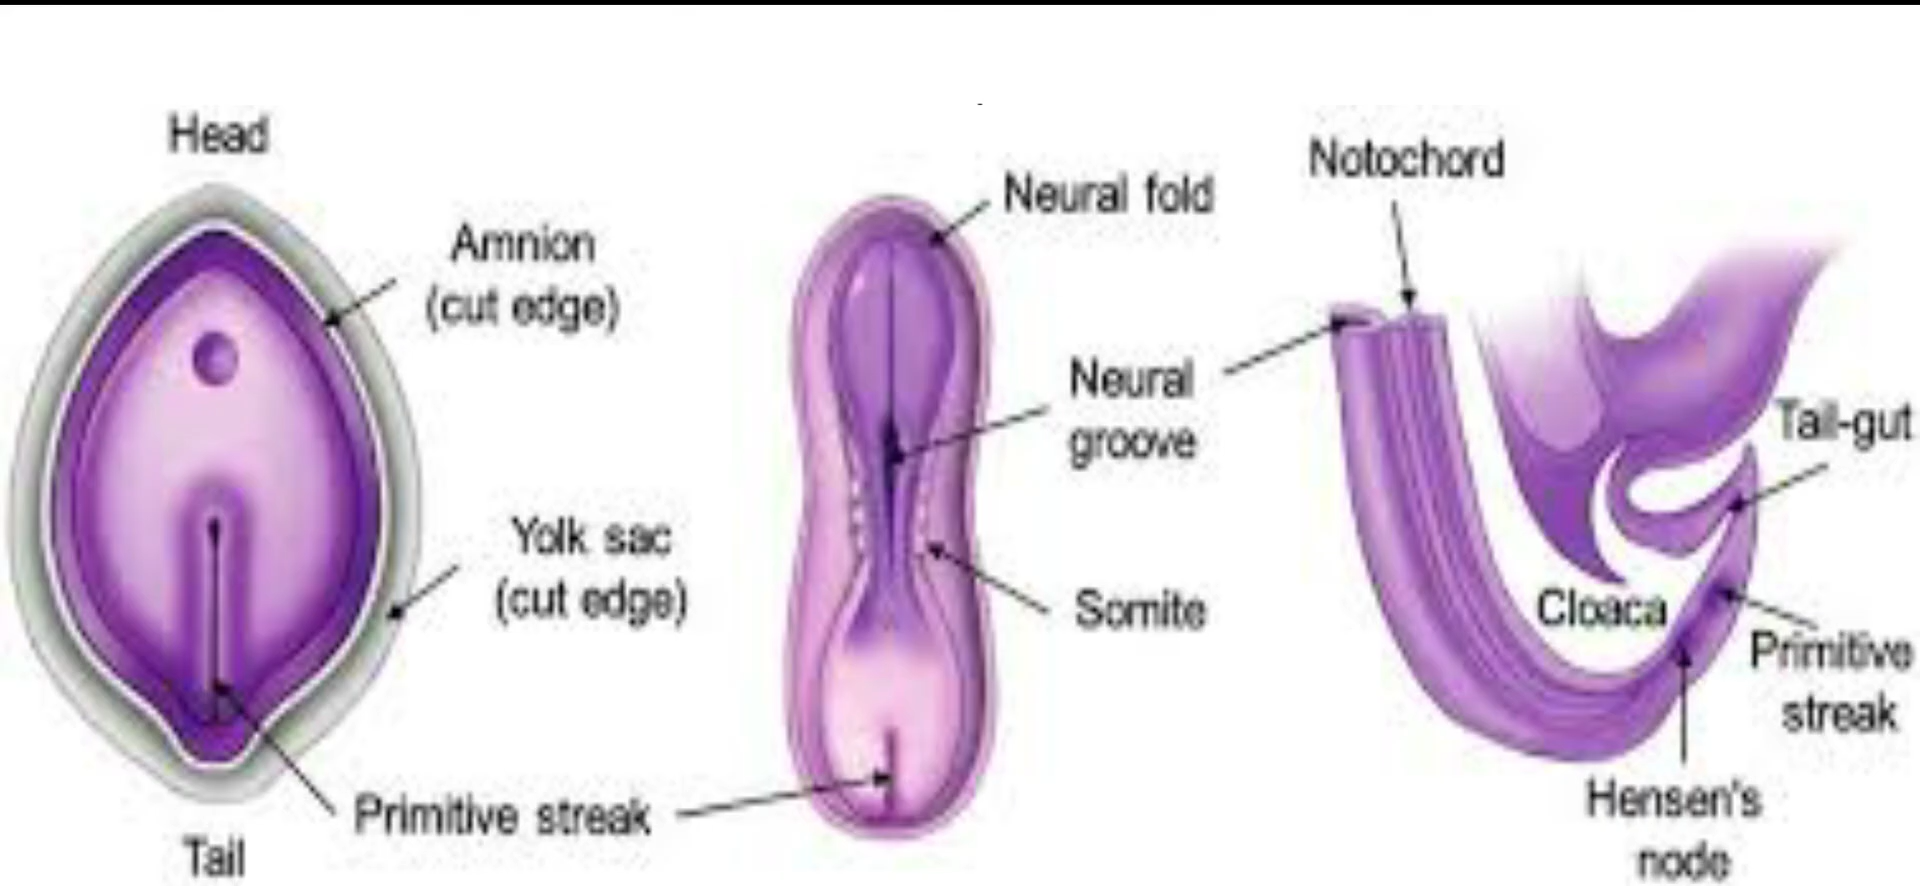 Head
Amnion
(cut edge)
Yolk sac
(cut edge)
Primitive streak
Tail
Neural fold
Neural
groove
Somite
Notochord
Tail-gut
Cloaca
Primitive
streak
Hensen's
node